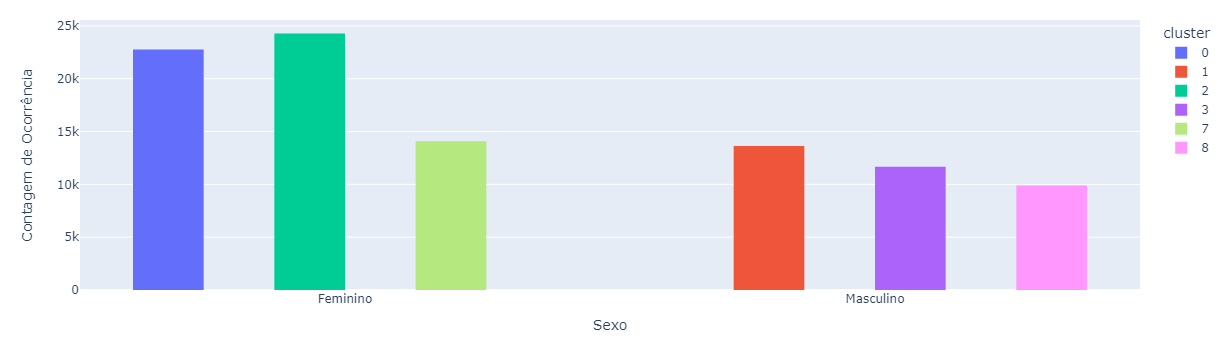 Contagem de Ocorrência
25k
20k
15k
10k
5k
0
Feminino
Masculino
Sexo
cluster
0
1
2
3
7
8